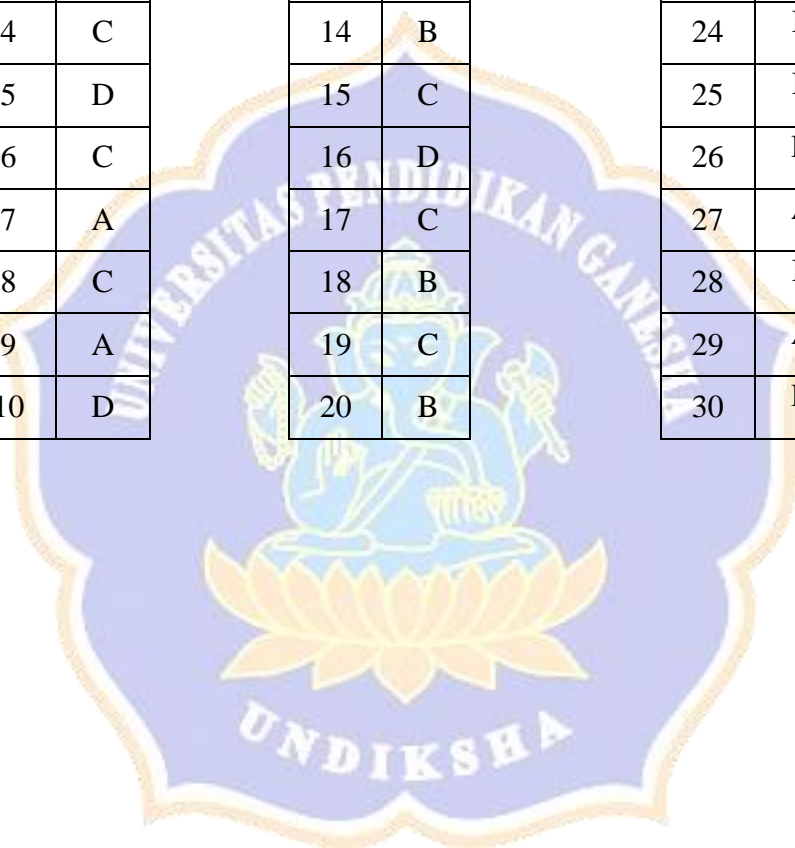 4 C 14 B 24
5 D 15 C 25
6 C 16 D 26
7 A 17 C 27
8 C 18 B 28
9 A 19 C 29
10 D 20 B 30
UNIVERSITAS PENDIDIKAN GANESHA
UNDIKSHA